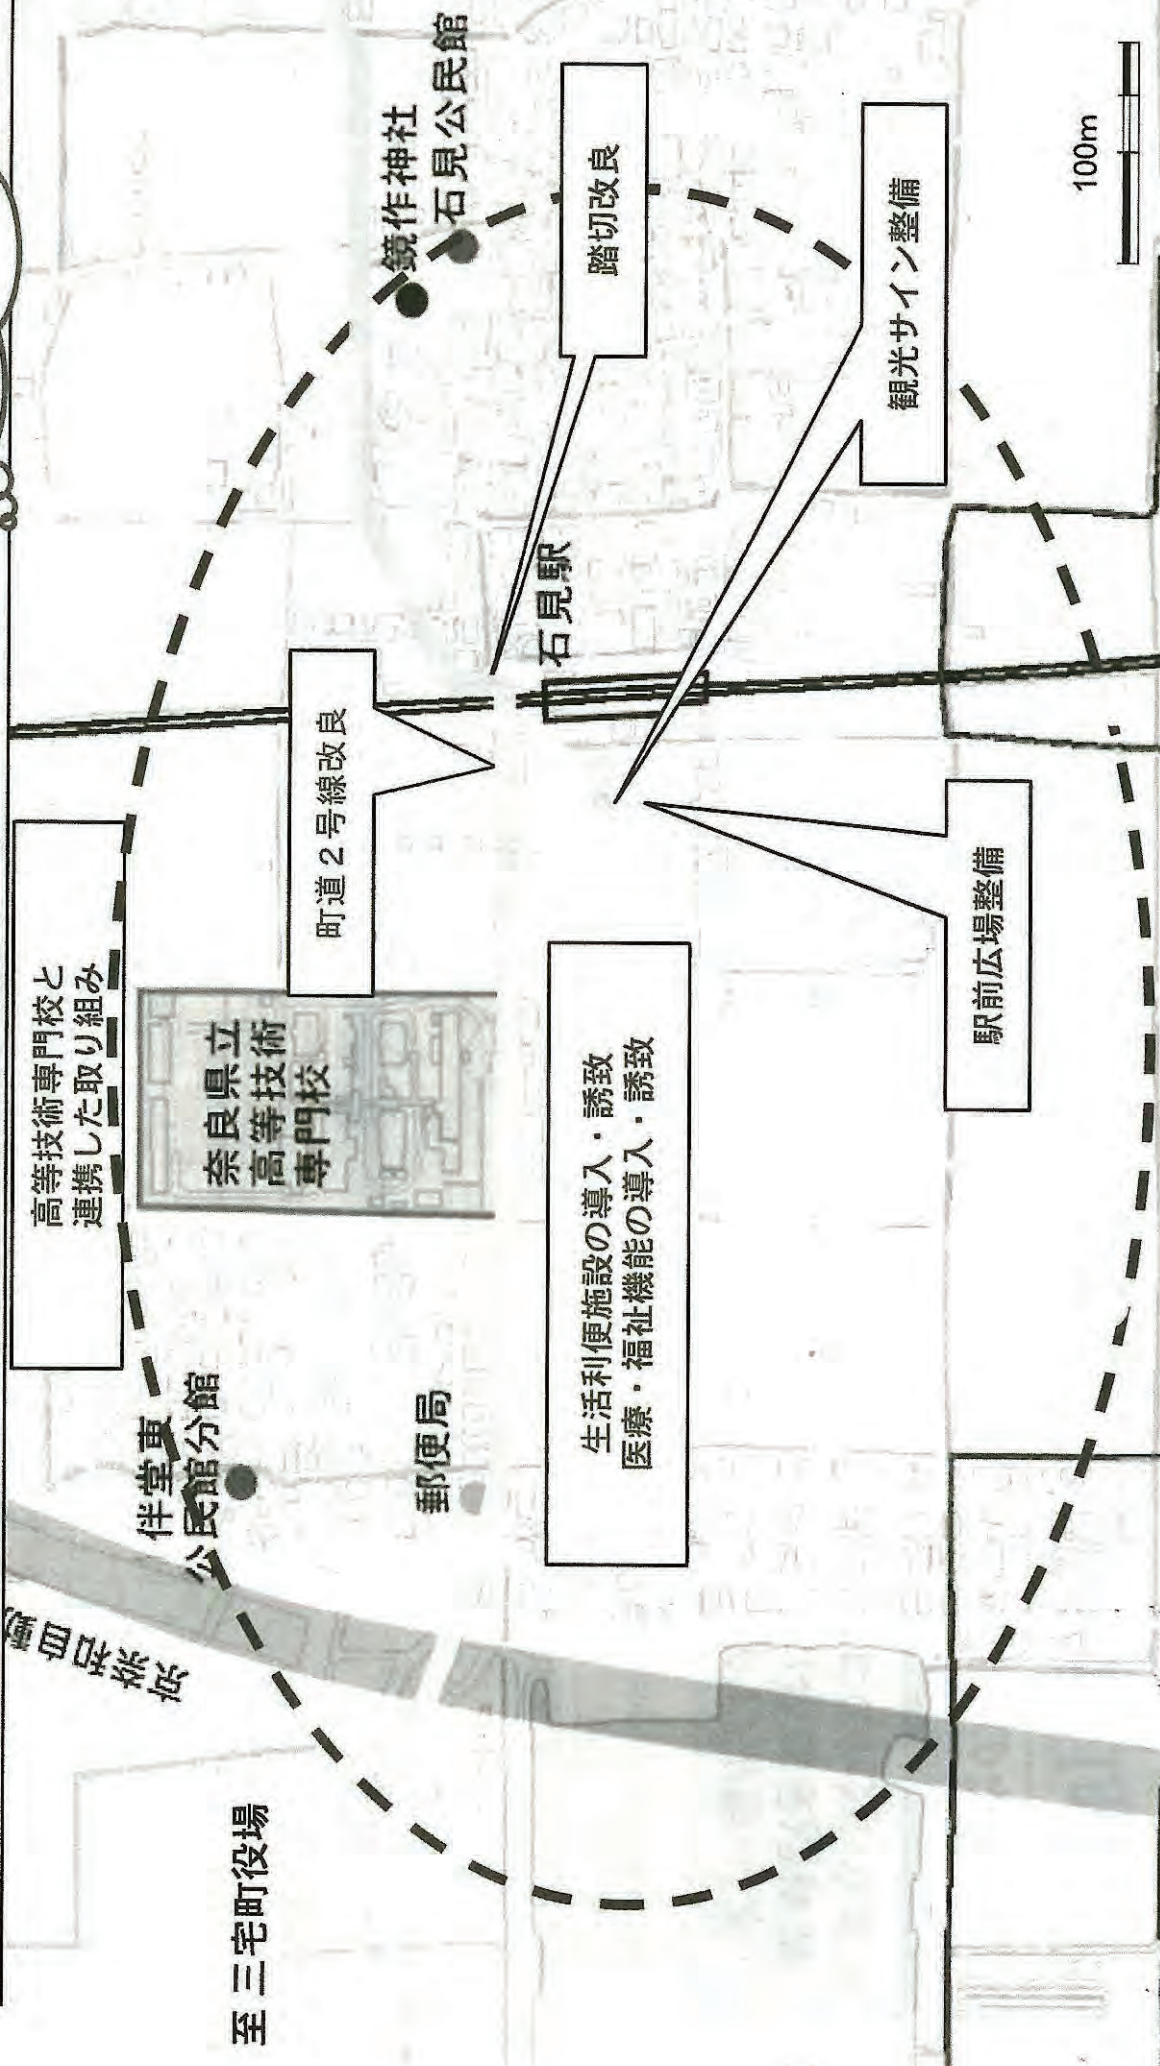 高等技術専門校と
連携した取り組み
京奈和自動
伴堂東
公民館分館
奈良県立
高等技術
専門校
至 三宅町役場
町道２号線改良
鏡作神社
石見公民館
郵便局
石見駅
踏切改良
生活利便施設の導入・誘致
医療・福祉機能の導入・誘致
観光サイン整備
駅前広場整備
100m